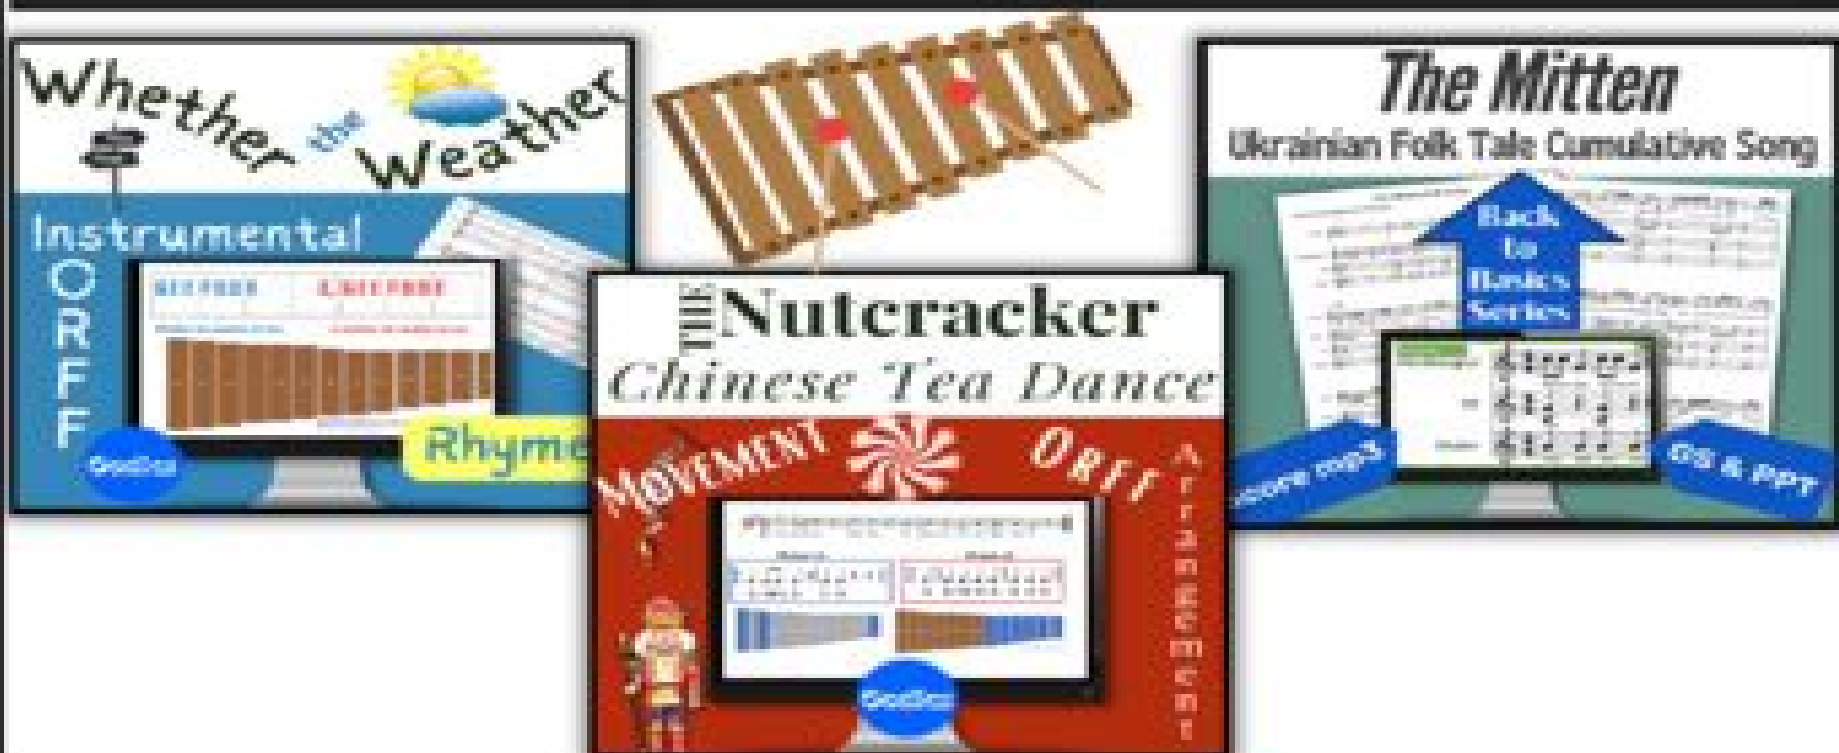 Whether
the
Weather
Instrumental
ORFF
Rhyme
THE Nutcracker
Chinese Tea Dance
MOVEMENT
ORFF
Arrangement
The Mitten
Ukrainian Folk Tale Cumulative Song
Back
to
Basics
Series
score mp3
GS & PPT